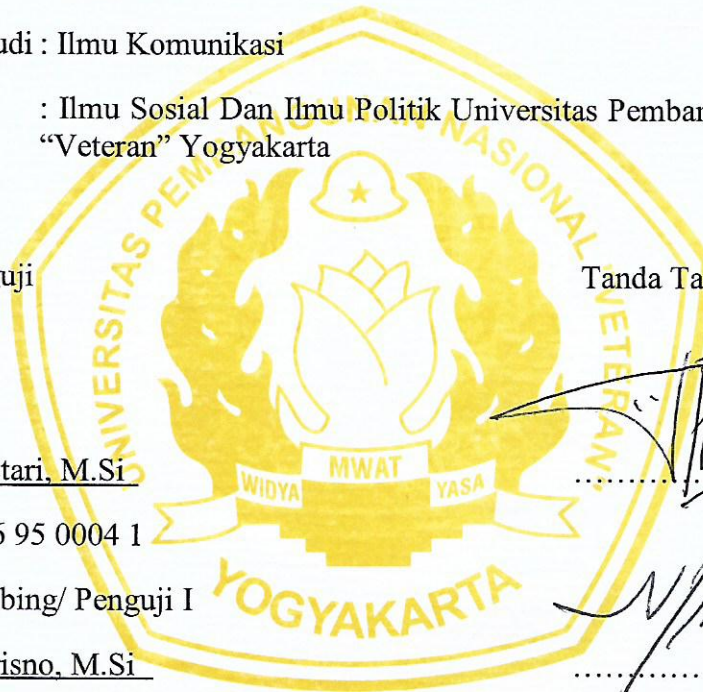 udi : Ilmu Komunikasi
: Ilmu Sosial Dan Ilmu Politik Universitas Pemban
“Veteran” Yogyakarta
uji
Tanda Ta
tari, M.Si
95 0004 1
bing/ Penguji I
isno, M.Si
UNIVERSITAS PEMBANGUNAN NASIONAL "VETERAN"
WIDYA MWAT YASA
YOGYAKARTA